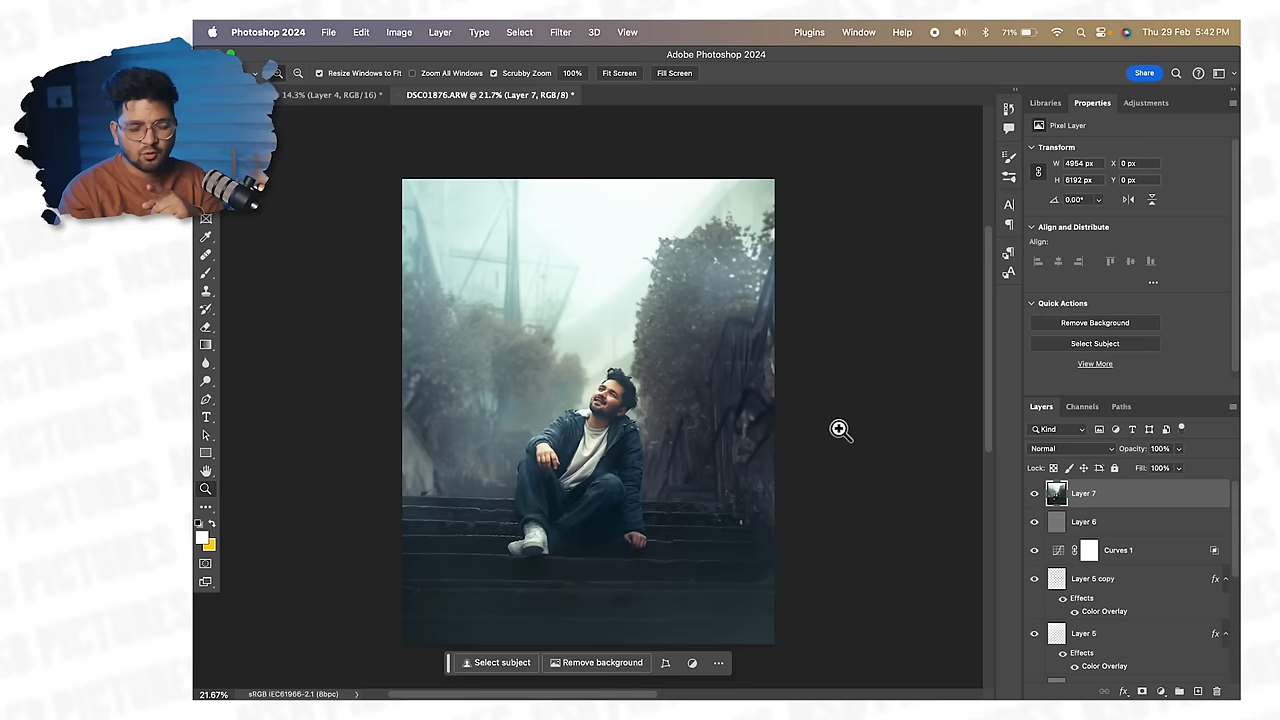 Photoshop 2024 File Edit Image Layer Type Select Filter 3D View Plugins Window Help 71% Thu 29 Feb 5:42 PM
Adobe Photoshop 2024
Resize Windows to Fit Zoom All Windows Scrubby Zoom 100% Fit Screen Fill Screen Share
14.3% (Layer 4, RGB/16) * DSC01876.ARW @ 21.7% (Layer 7, RGB/8) *
Libraries Properties Adjustments
Pixel Layer
Transform
W 4954 px X 0 px
H 6192 px Y 0 px
0.00°
Align and Distribute
Align:
Quick Actions
Remove Background
Select Subject
View More
Layers Channels Paths
Kind
Normal Opacity: 100%
Lock: Fill: 100%
Layer 7
Layer 6
Curves 1
Layer 5 copy fx
Effects
Color Overlay
Layer 5 fx
Effects
Color Overlay
Select subject Remove background
21.67% sRGB IEC61966-2.1 (8bpc)